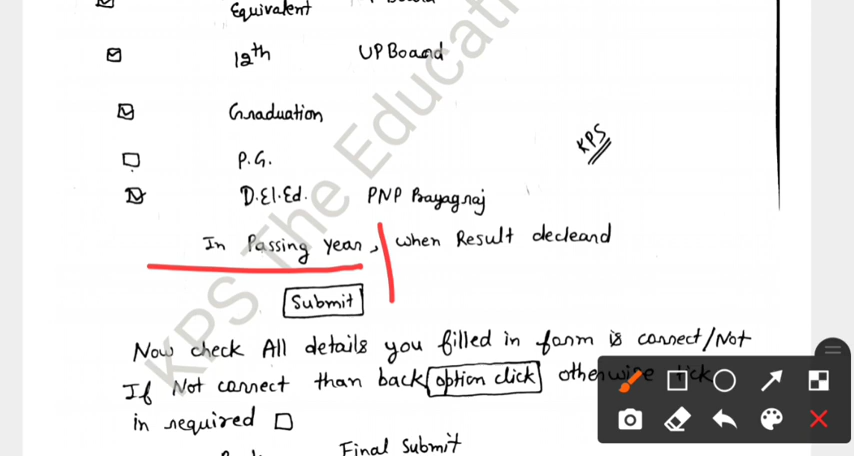 Equivalent
12th UP Board
Graduation
KPS
P.G.
D.El.Ed. PNP Prayagraj
In Passing year, when Result decleard
Submit
Now check All details you filled in form is correct/Not
If Not correct than back option click otherwise tick
in required
Final Submit
KPS The Educati